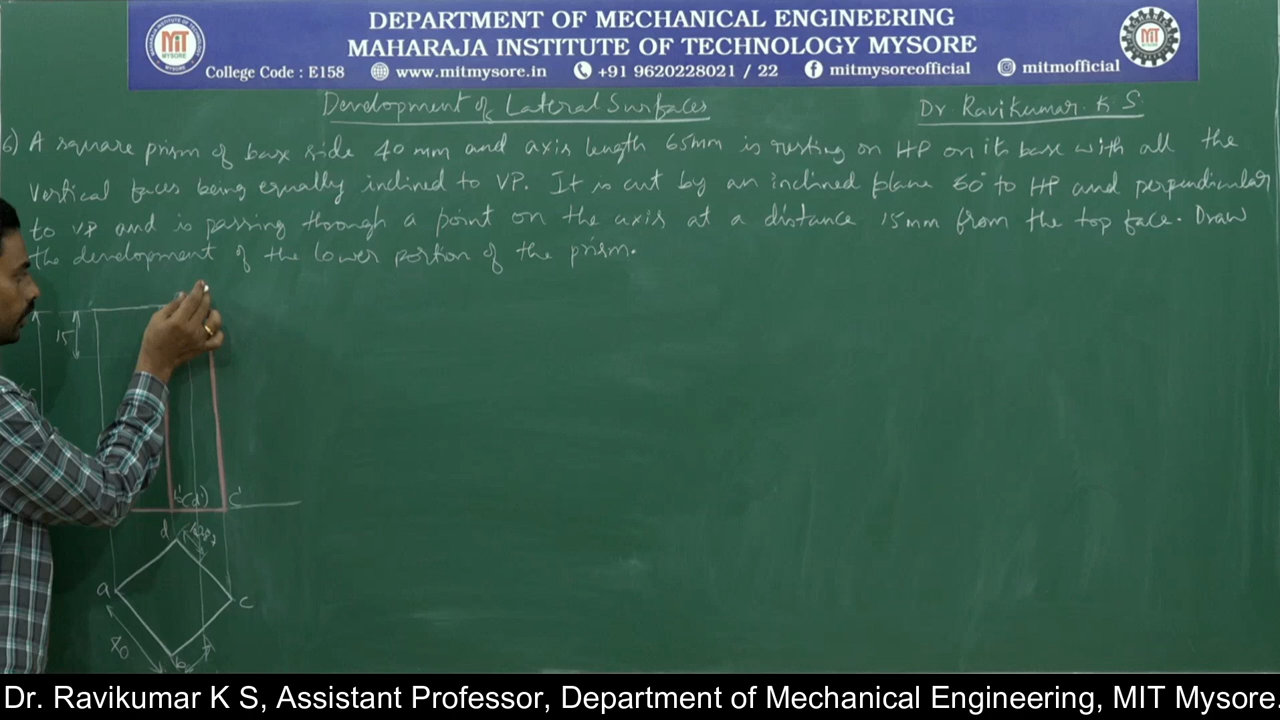 DEPARTMENT OF MECHANICAL ENGINEERING
MAHARAJA INSTITUTE OF TECHNOLOGY MYSORE
College Code : E158 www.mitmysore.in +91 9620228021 / 22 mitmysoreofficial mitmofficial
MIT
MYSORE
MIT
Development of Lateral Surfaces Dr Ravikumar. K S.
6) A square prism of base side 40 mm and axis length 65mm is resting on HP on its base with all the
Vertical faces being equally inclined to VP. It is cut by an inclined plane 60° to HP and perpendicular
to VP and is passing through a point on the axis at a distance 15mm from the top face. Draw
the development of the lower portion of the prism.
15
b'(d') c'
d
a c
40
b
Dr. Ravikumar K S, Assistant Professor, Department of Mechanical Engineering, MIT Mysore.